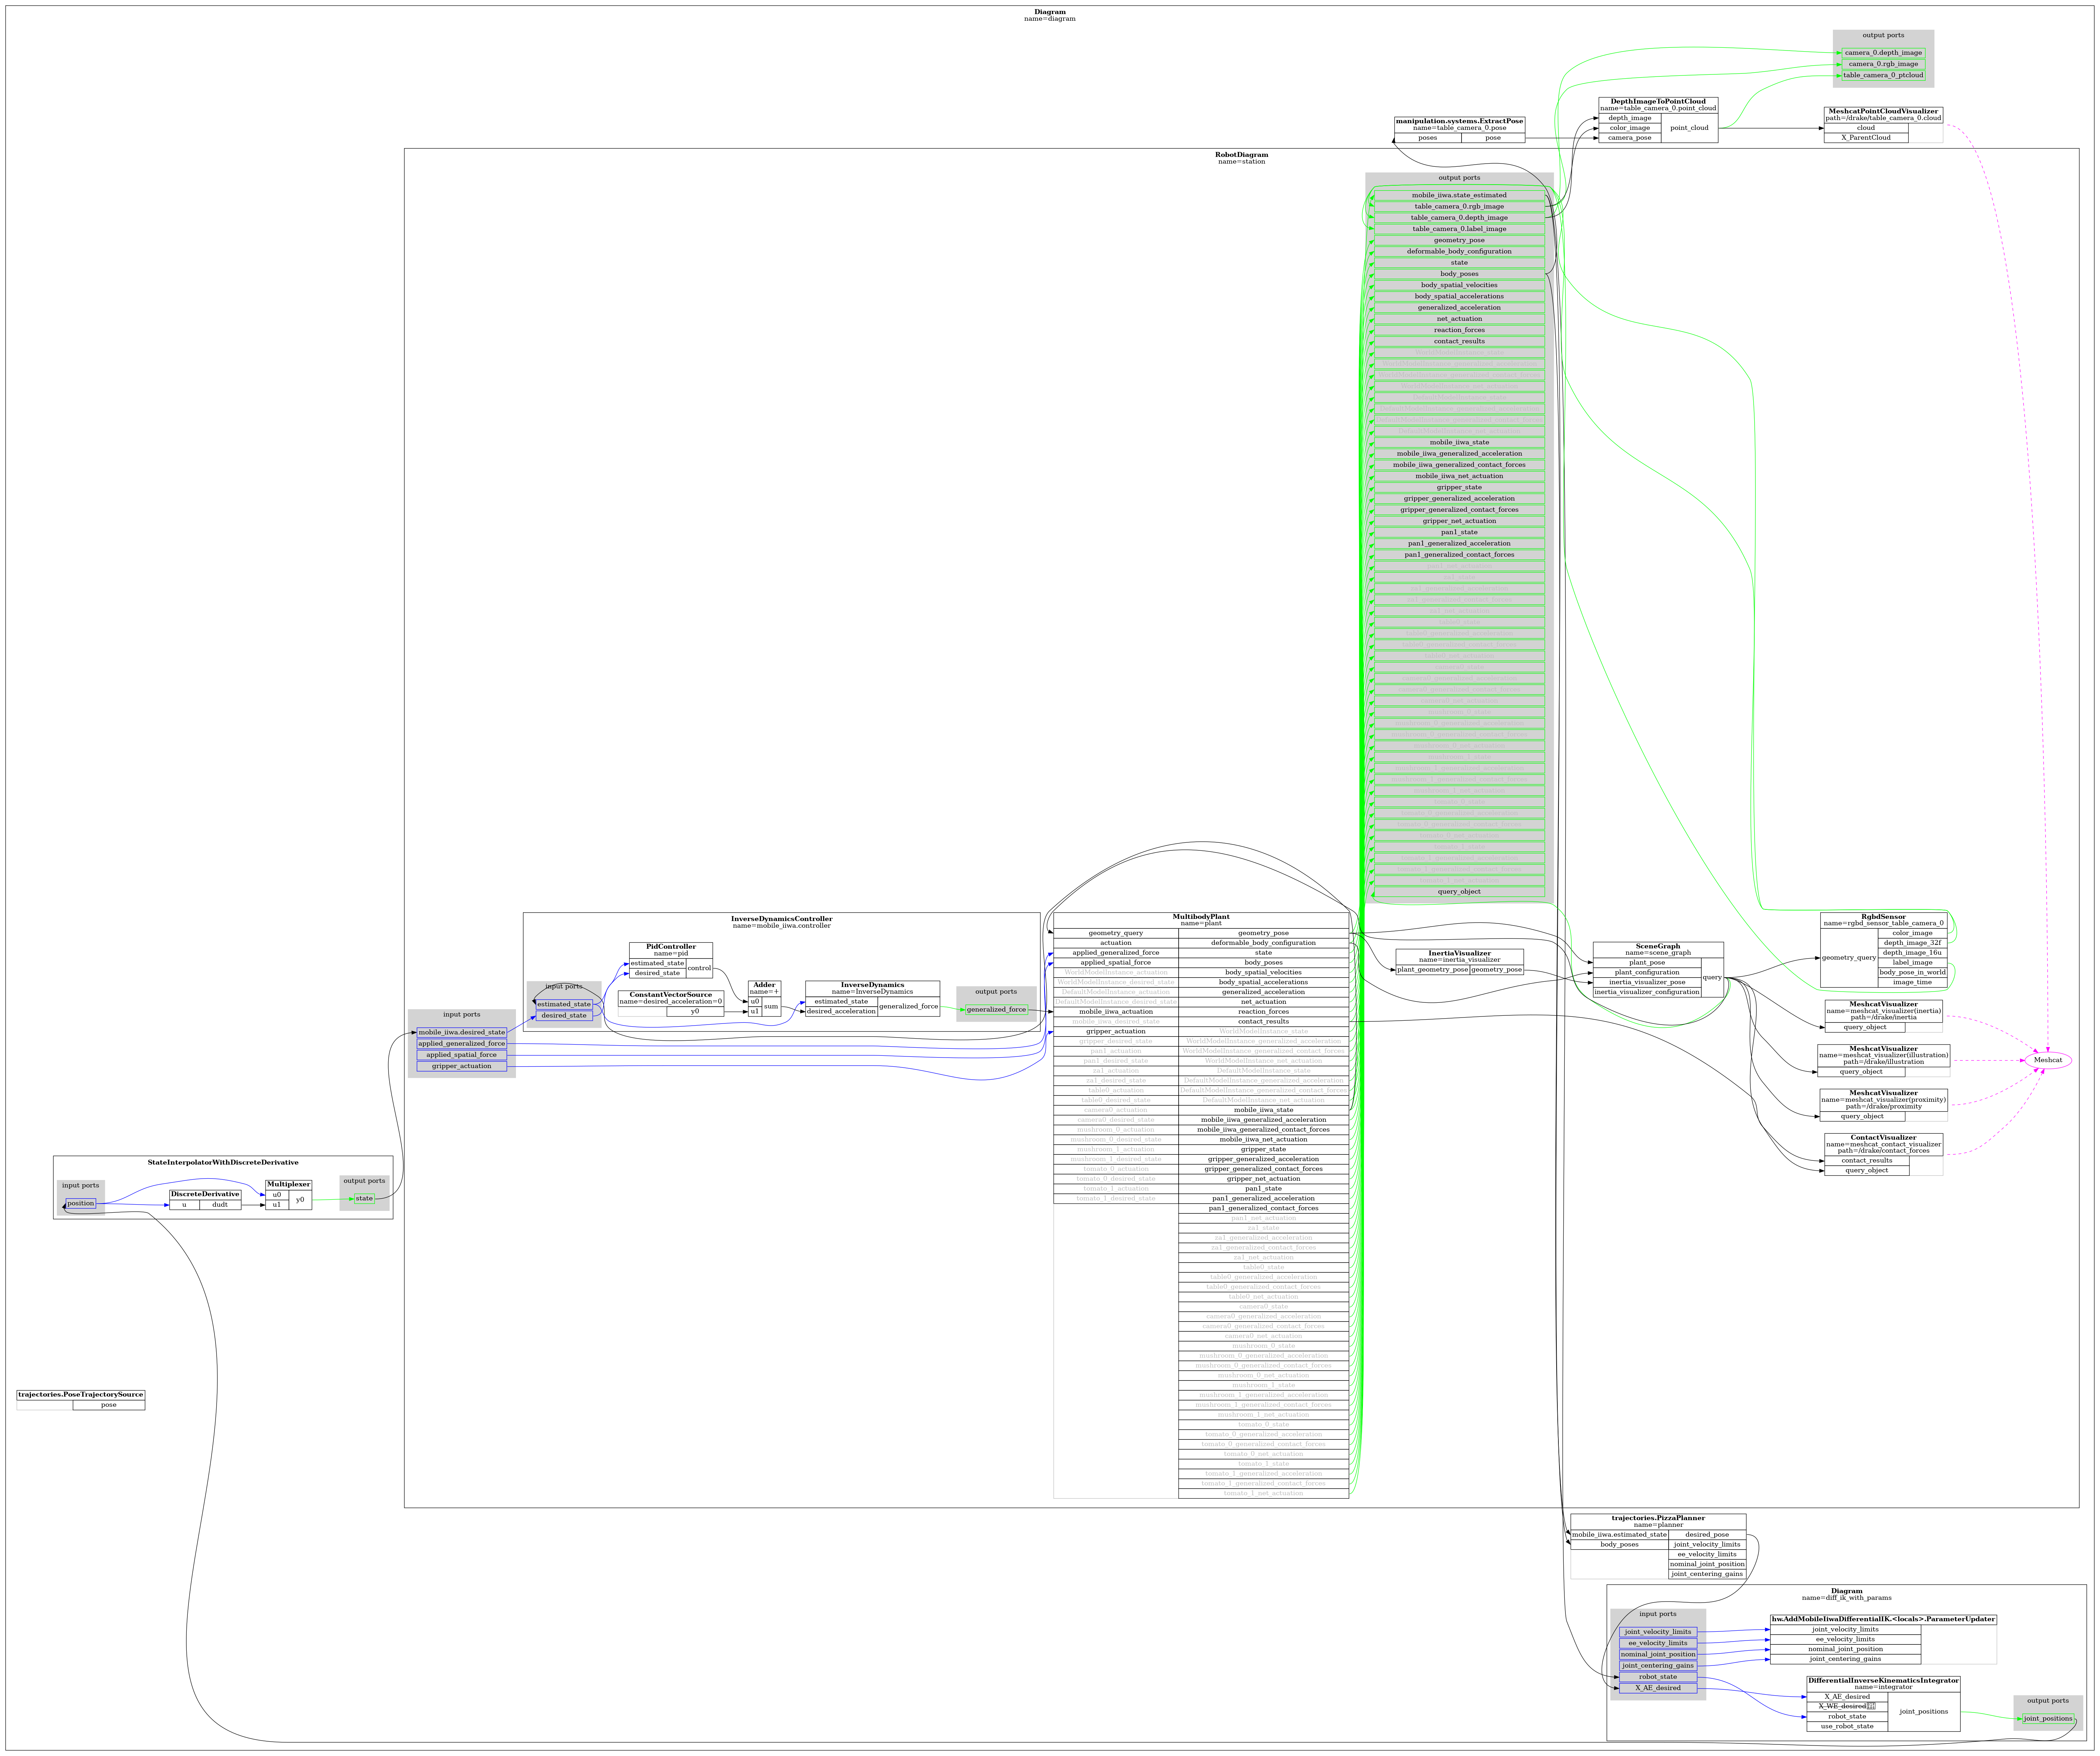 Diagram
name=diagram
output ports
camera_0.depth_image
camera_0.rgb_image
table_camera_0_ptcloud
manipulation.systems.ExtractPose
name=table_camera_0.pose
poses
pose
DepthImageToPointCloud
name=table_camera_0.point_cloud
depth_image
color_image
camera_pose
point_cloud
MeshcatPointCloudVisualizer
path=/drake/table_camera_0.cloud
cloud
X_ParentCloud
RobotDiagram
name=station
output ports
mobile_iiwa.state_estimated
table_camera_0.rgb_image
table_camera_0.depth_image
table_camera_0.label_image
geometry_pose
deformable_body_configuration
state
body_poses
body_spatial_velocities
body_spatial_accelerations
generalized_acceleration
net_actuation
reaction_forces
contact_results
mobile_iiwa_state
mobile_iiwa_generalized_acceleration
mobile_iiwa_generalized_contact_forces
mobile_iiwa_net_actuation
gripper_state
gripper_generalized_acceleration
gripper_generalized_contact_forces
gripper_net_actuation
pan1_state
pan1_generalized_acceleration
pan1_generalized_contact_forces
query_object
input ports
mobile_iiwa.desired_state
applied_generalized_force
applied_spatial_force
gripper_actuation
InverseDynamicsController
name=mobile_iiwa.controller
input ports
estimated_state
desired_state
PidController
name=pid
estimated_state
desired_state
control
ConstantVectorSource
name=desired_acceleration=0
y0
Adder
name=+
u0
u1
sum
InverseDynamics
name=InverseDynamics
estimated_state
desired_acceleration
generalized_force
output ports
generalized_force
MultibodyPlant
name=plant
geometry_query
actuation
applied_generalized_force
applied_spatial_force
WorldModelInstance_actuation
WorldModelInstance_desired_state
DefaultModelInstance_actuation
DefaultModelInstance_desired_state
mobile_iiwa_actuation
mobile_iiwa_desired_state
gripper_actuation
gripper_desired_state
pan1_actuation
pan1_desired_state
za1_actuation
za1_desired_state
table0_actuation
table0_desired_state
camera0_actuation
camera0_desired_state
mushroom_0_actuation
mushroom_0_desired_state
mushroom_1_actuation
mushroom_1_desired_state
tomato_0_actuation
tomato_0_desired_state
tomato_1_actuation
tomato_1_desired_state
geometry_pose
deformable_body_configuration
state
body_poses
body_spatial_velocities
body_spatial_accelerations
generalized_acceleration
net_actuation
reaction_forces
contact_results
WorldModelInstance_state
WorldModelInstance_generalized_acceleration
WorldModelInstance_generalized_contact_forces
WorldModelInstance_net_actuation
DefaultModelInstance_state
DefaultModelInstance_generalized_acceleration
DefaultModelInstance_generalized_contact_forces
DefaultModelInstance_net_actuation
mobile_iiwa_state
mobile_iiwa_generalized_acceleration
mobile_iiwa_generalized_contact_forces
mobile_iiwa_net_actuation
gripper_state
gripper_generalized_acceleration
gripper_generalized_contact_forces
gripper_net_actuation
pan1_state
pan1_generalized_acceleration
pan1_generalized_contact_forces
pan1_net_actuation
za1_state
za1_generalized_acceleration
za1_generalized_contact_forces
za1_net_actuation
table0_state
table0_generalized_acceleration
table0_generalized_contact_forces
table0_net_actuation
camera0_state
camera0_generalized_acceleration
camera0_generalized_contact_forces
camera0_net_actuation
mushroom_0_state
mushroom_0_generalized_acceleration
mushroom_0_generalized_contact_forces
mushroom_0_net_actuation
mushroom_1_state
mushroom_1_generalized_acceleration
mushroom_1_generalized_contact_forces
mushroom_1_net_actuation
tomato_0_state
tomato_0_generalized_acceleration
tomato_0_generalized_contact_forces
tomato_0_net_actuation
tomato_1_state
tomato_1_generalized_acceleration
tomato_1_generalized_contact_forces
tomato_1_net_actuation
InertiaVisualizer
name=inertia_visualizer
plant_geometry_pose
geometry_pose
SceneGraph
name=scene_graph
plant_pose
plant_configuration
inertia_visualizer_pose
inertia_visualizer_configuration
query
RgbdSensor
name=rgbd_sensor_table_camera_0
geometry_query
color_image
depth_image_32f
depth_image_16u
label_image
body_pose_in_world
image_time
MeshcatVisualizer
name=meshcat_visualizer(inertia)
path=/drake/inertia
query_object
MeshcatVisualizer
name=meshcat_visualizer(illustration)
path=/drake/illustration
query_object
MeshcatVisualizer
name=meshcat_visualizer(proximity)
path=/drake/proximity
query_object
ContactVisualizer
name=meshcat_contact_visualizer
path=/drake/contact_forces
contact_results
query_object
Meshcat
StateInterpolatorWithDiscreteDerivative
input ports
position
DiscreteDerivative
u
dudt
Multiplexer
u0
u1
y0
output ports
state
trajectories.PoseTrajectorySource
pose
trajectories.PizzaPlanner
name=planner
mobile_iiwa.estimated_state
body_poses
desired_pose
joint_velocity_limits
ee_velocity_limits
nominal_joint_position
joint_centering_gains
Diagram
name=diff_ik_with_params
input ports
joint_velocity_limits
ee_velocity_limits
nominal_joint_position
joint_centering_gains
robot_state
X_AE_desired
hw.AddMobileIiwaDifferentialIK.<locals>.ParameterUpdater
joint_velocity_limits
ee_velocity_limits
nominal_joint_position
joint_centering_gains
DifferentialInverseKinematicsIntegrator
name=integrator
X_AE_desired
X_WE_desired
robot_state
use_robot_state
joint_positions
output ports
joint_positions